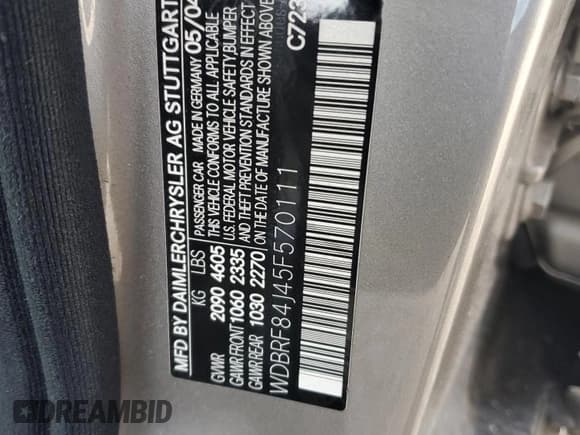 MFD BY DAIMLERCHRYSLER AG STUTTGART
PASSENGER CAR MADE IN GERMANY 05/04
KG LBS THIS VEHICLE CONFORMS TO ALL APPLICABLE
GVWR 2090 4605 U.S. FEDERAL MOTOR VEHICLE SAFETY, BUMPER
GAWR FRONT 1060 2335 AND THEFT PREVENTION STANDARDS IN EFFECT
GAWR REAR 1030 2270 ON THE DATE OF MANUFACTURE SHOWN ABOVE
WDBRF84J45F570111
DREAMBID